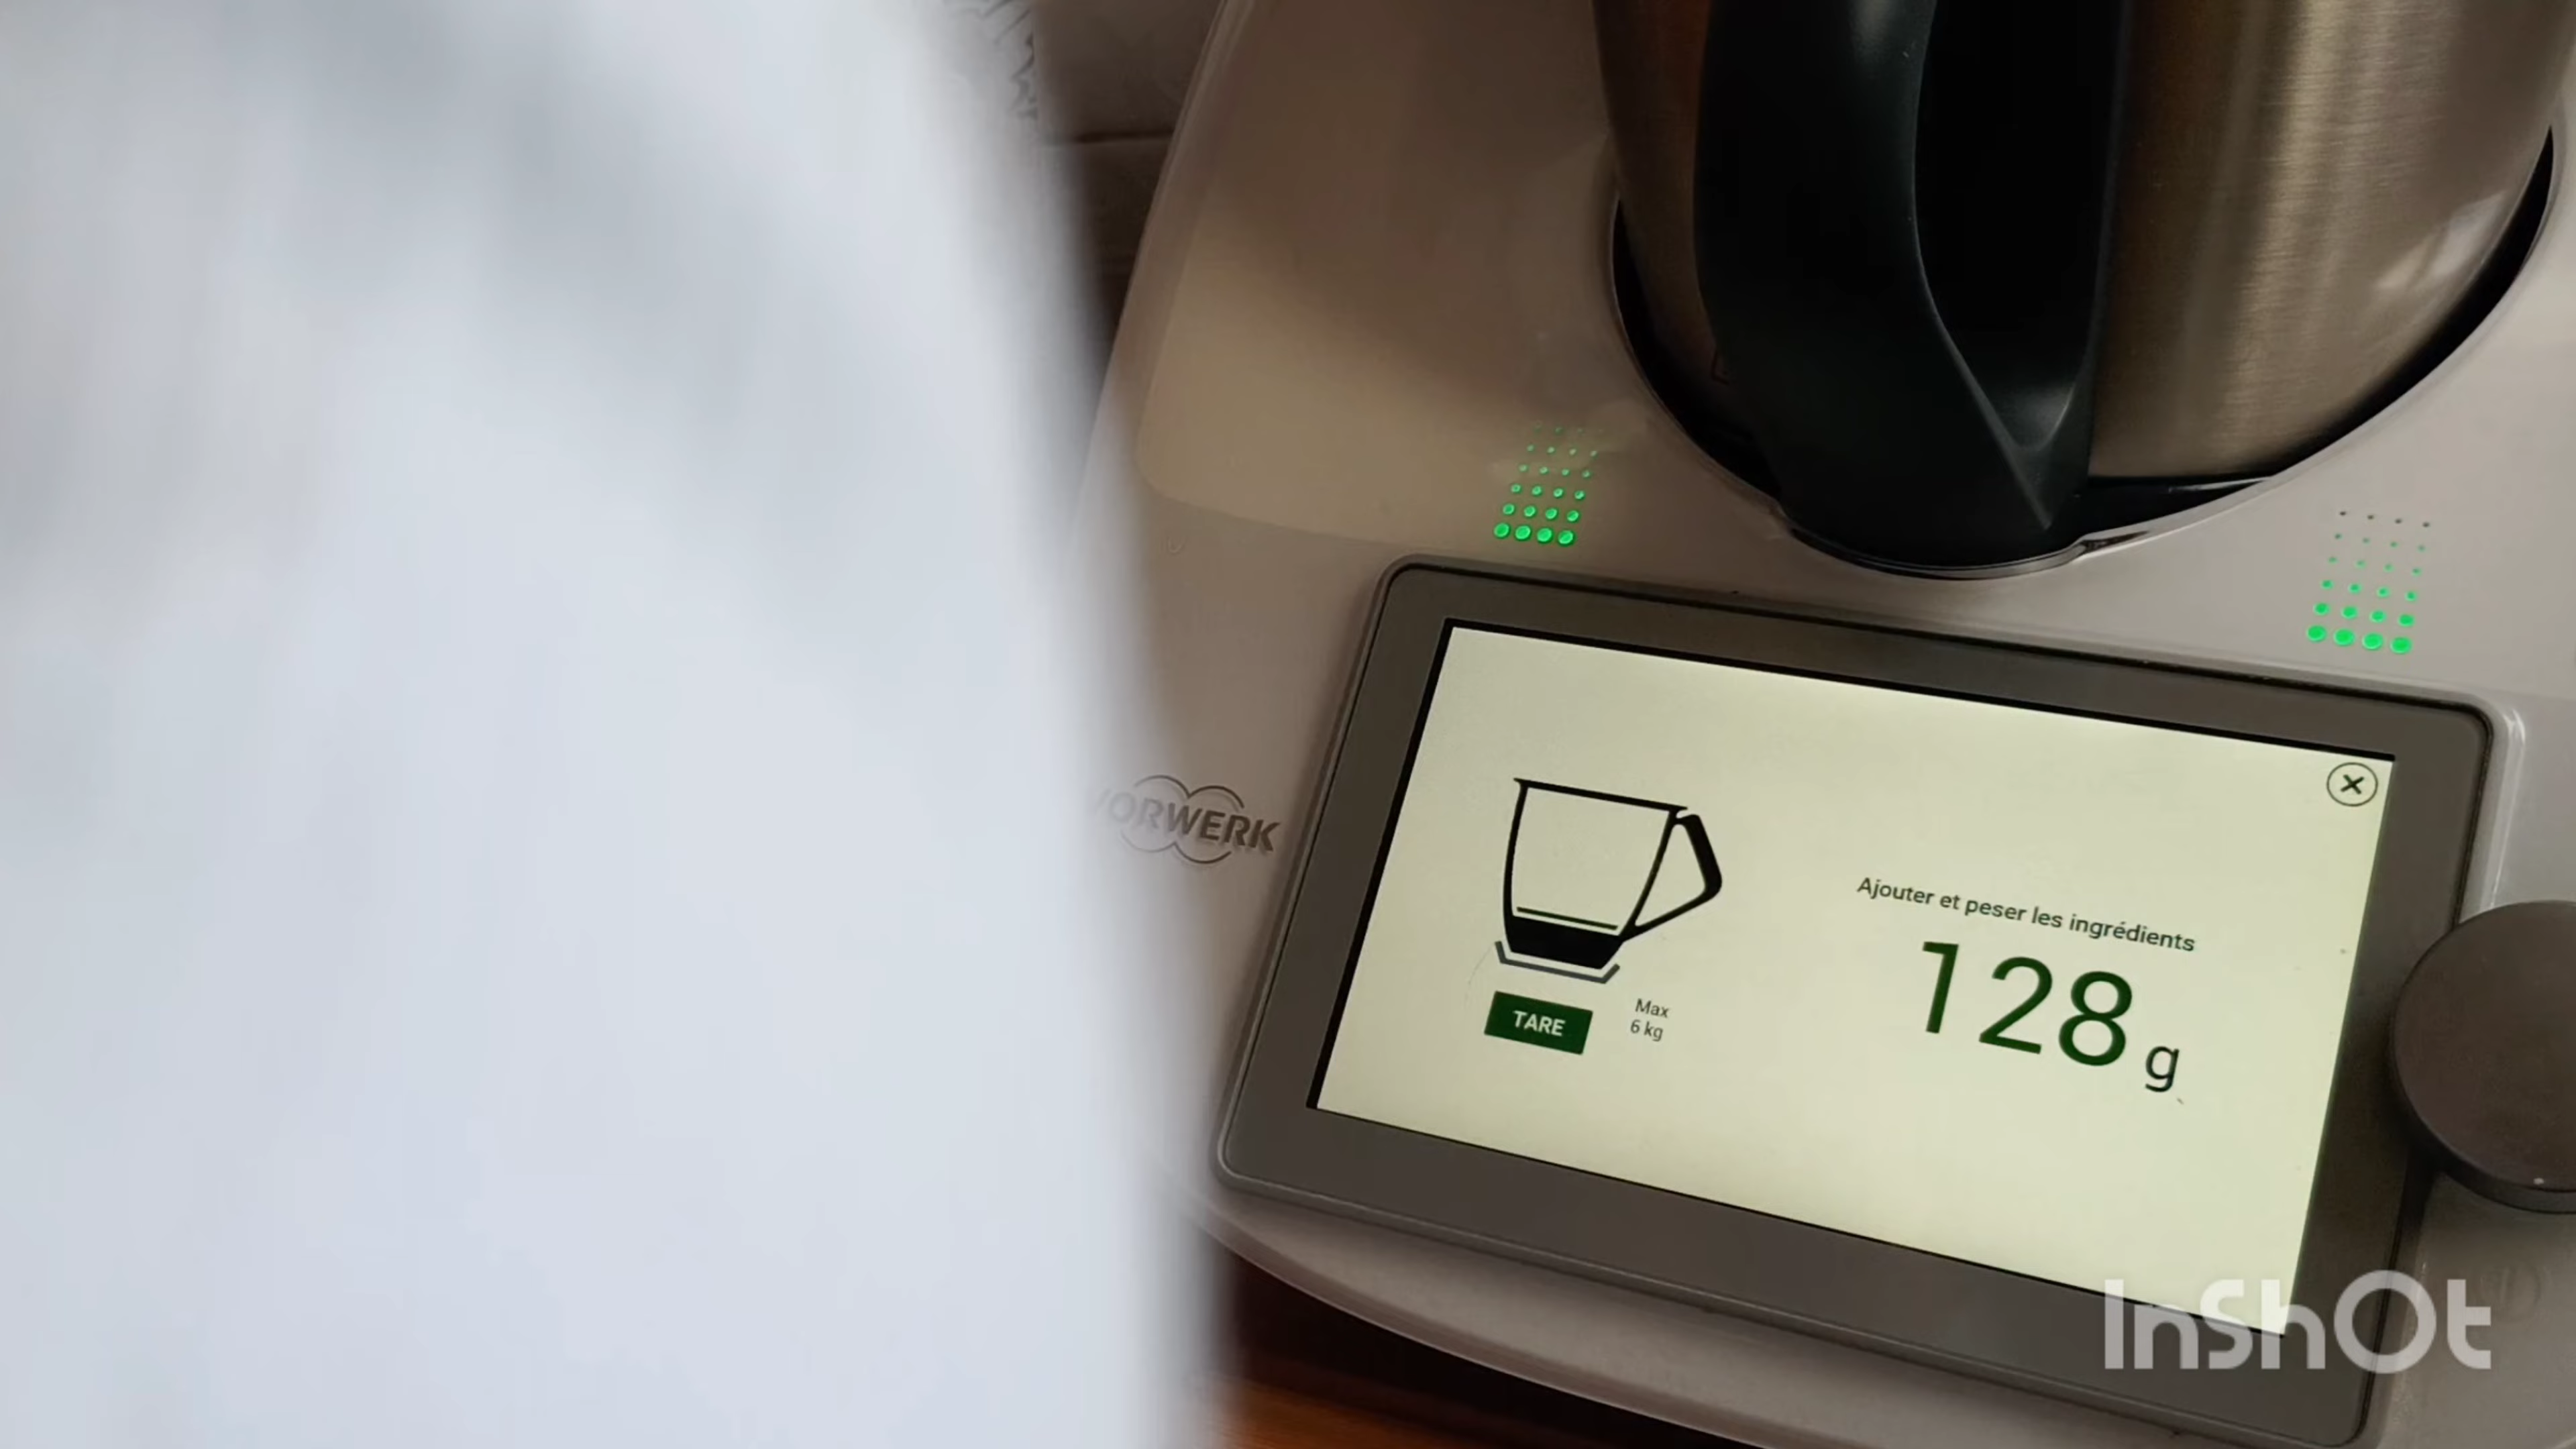 VORWERK
Ajouter et peser les ingrédients
128 g
TARE
Max
6 kg
InShOt